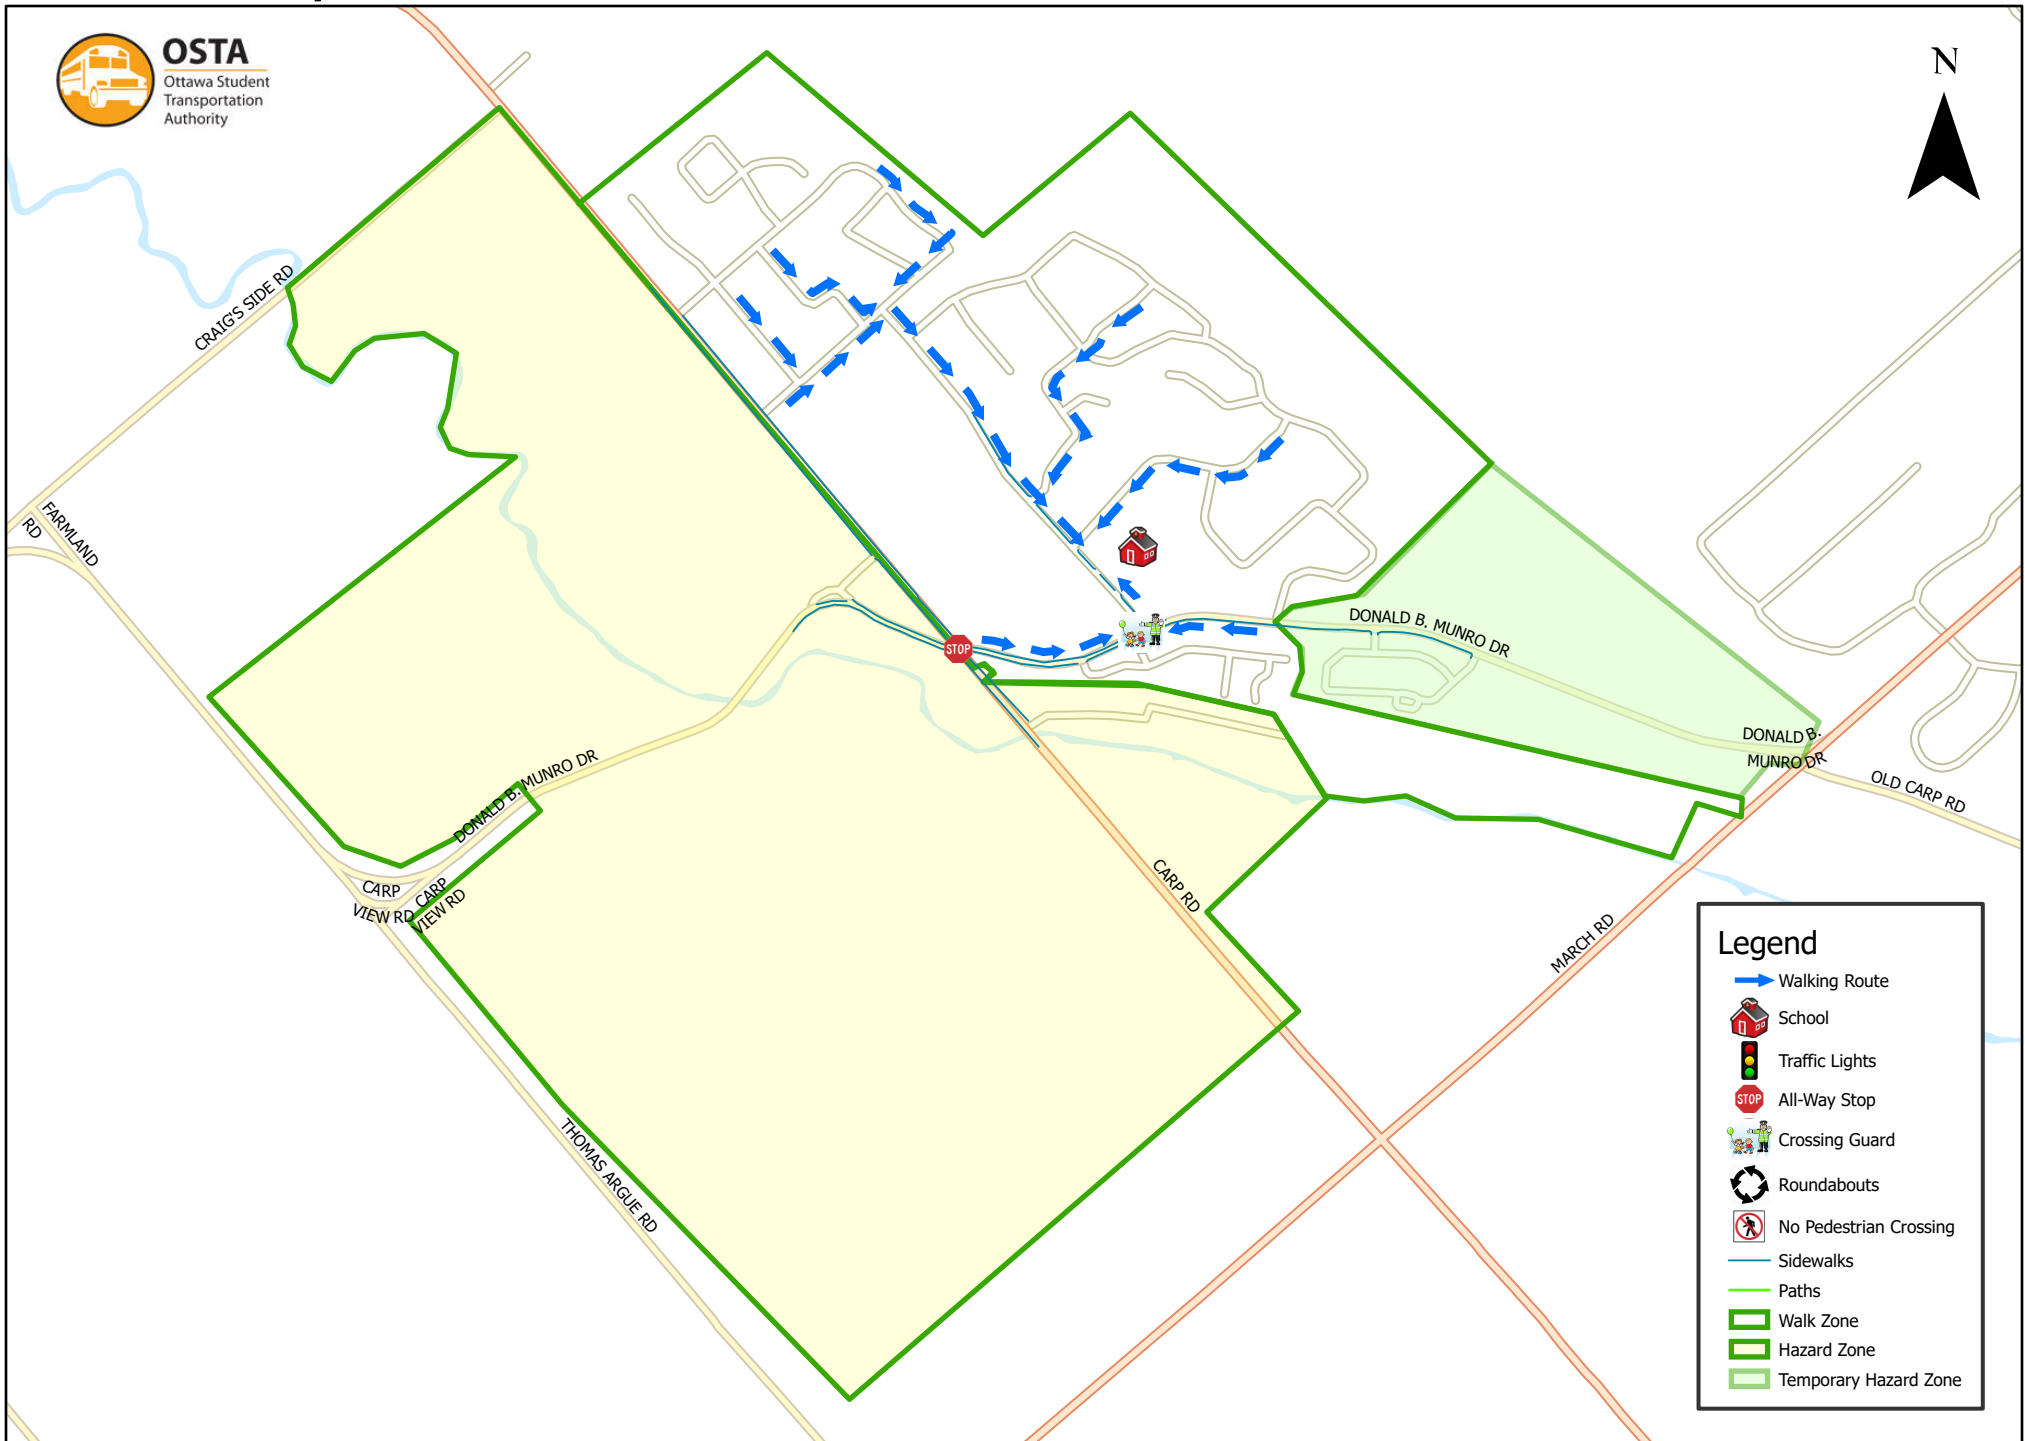 OSTA
Ottawa Student
Transportation
Authority
N
CRAIG'S SIDE RD
FARMLAND
RD
DONALD B. MUNRO DR
STOP
DONALD B. MUNRO DR
DONALD B.
MUNRO DR
OLD CARP RD
CARP
VIEW RD
CARP
VIEW RD
CARP RD
MARCH RD
THOMAS ARGUE RD
Legend
Walking Route
School
Traffic Lights
STOP
All-Way Stop
Crossing Guard
Roundabouts
No Pedestrian Crossing
Sidewalks
Paths
Walk Zone
Hazard Zone
Temporary Hazard Zone